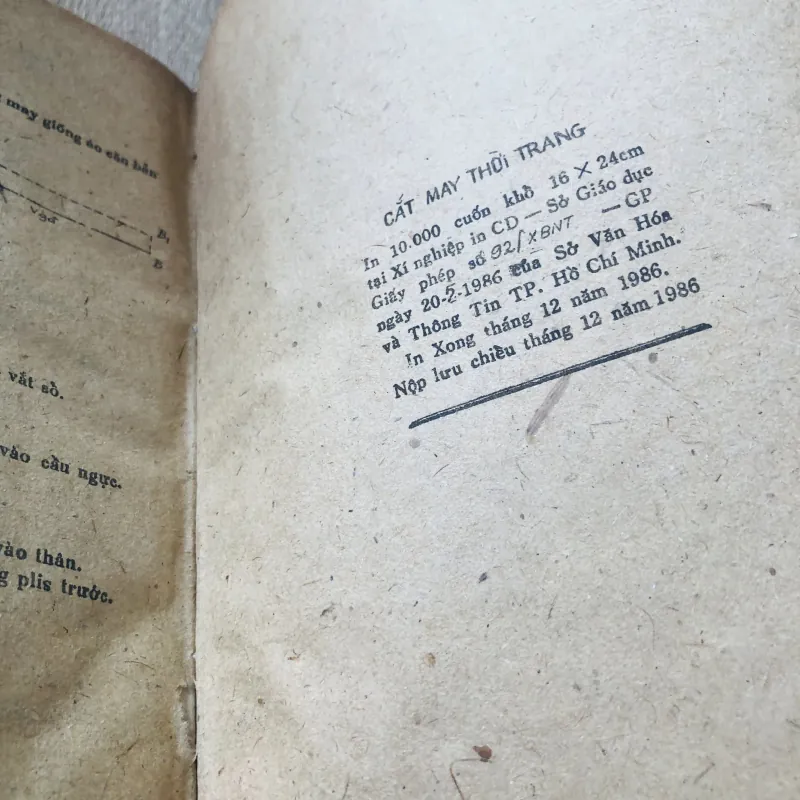 may giống áo căn bản
B₁
B
vắt sổ.
vào cầu ngực.
vào thân.
plis trước.
CẮT MAY THỜI TRANG
In 10.000 cuốn khổ 16 × 24cm
tại Xí nghiệp in CD — Sở Giáo dục
Giấy phép số 92/XBNT — GP
ngày 20-2-1986 của Sở Văn Hóa
và Thông Tin TP. Hồ Chí Minh.
In Xong tháng 12 năm 1986.
Nộp lưu chiều tháng 12 năm 1986